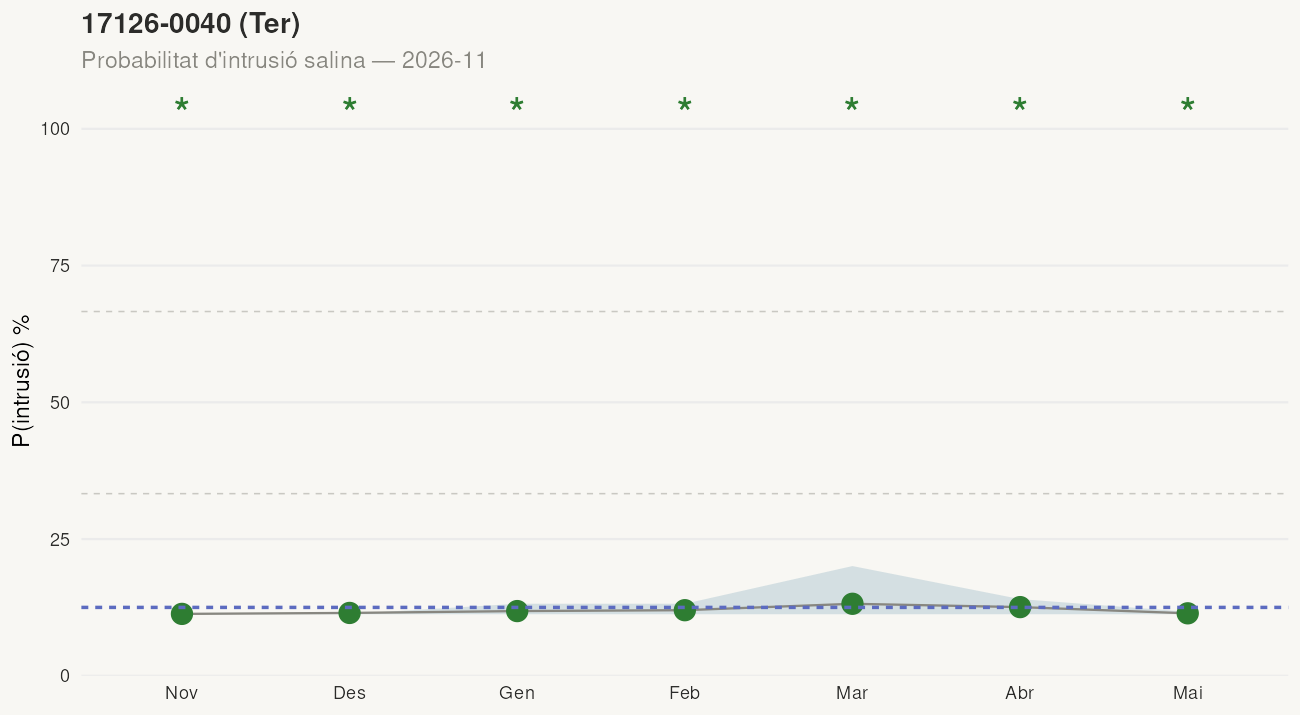 17126-0040 (Ter)
Probabilitat d'intrusió salina — 2026-11
* * * * * * *
100
75
50
25
0
P(intrusió) %
Nov Des Gen Feb Mar Abr Mai